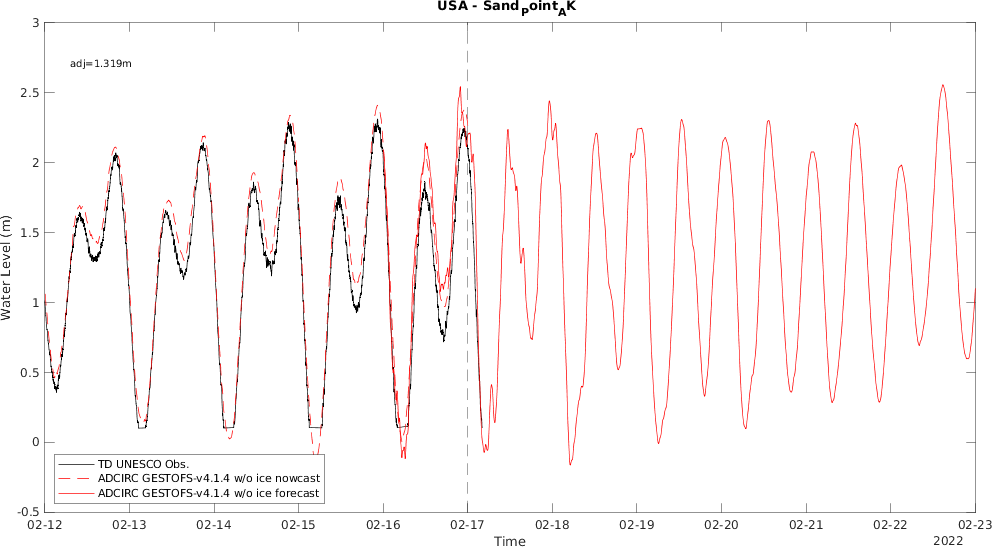 USA - Sand_Point_AK
3
adj=1.319m
2.5
2
1.5
1
0.5
0
-0.5
Water Level (m)
TD UNESCO Obs.
ADCIRC GESTOFS-v4.1.4 w/o ice nowcast
ADCIRC GESTOFS-v4.1.4 w/o ice forecast
02-12 02-13 02-14 02-15 02-16 02-17 02-18 02-19 02-20 02-21 02-22 02-23
Time
2022